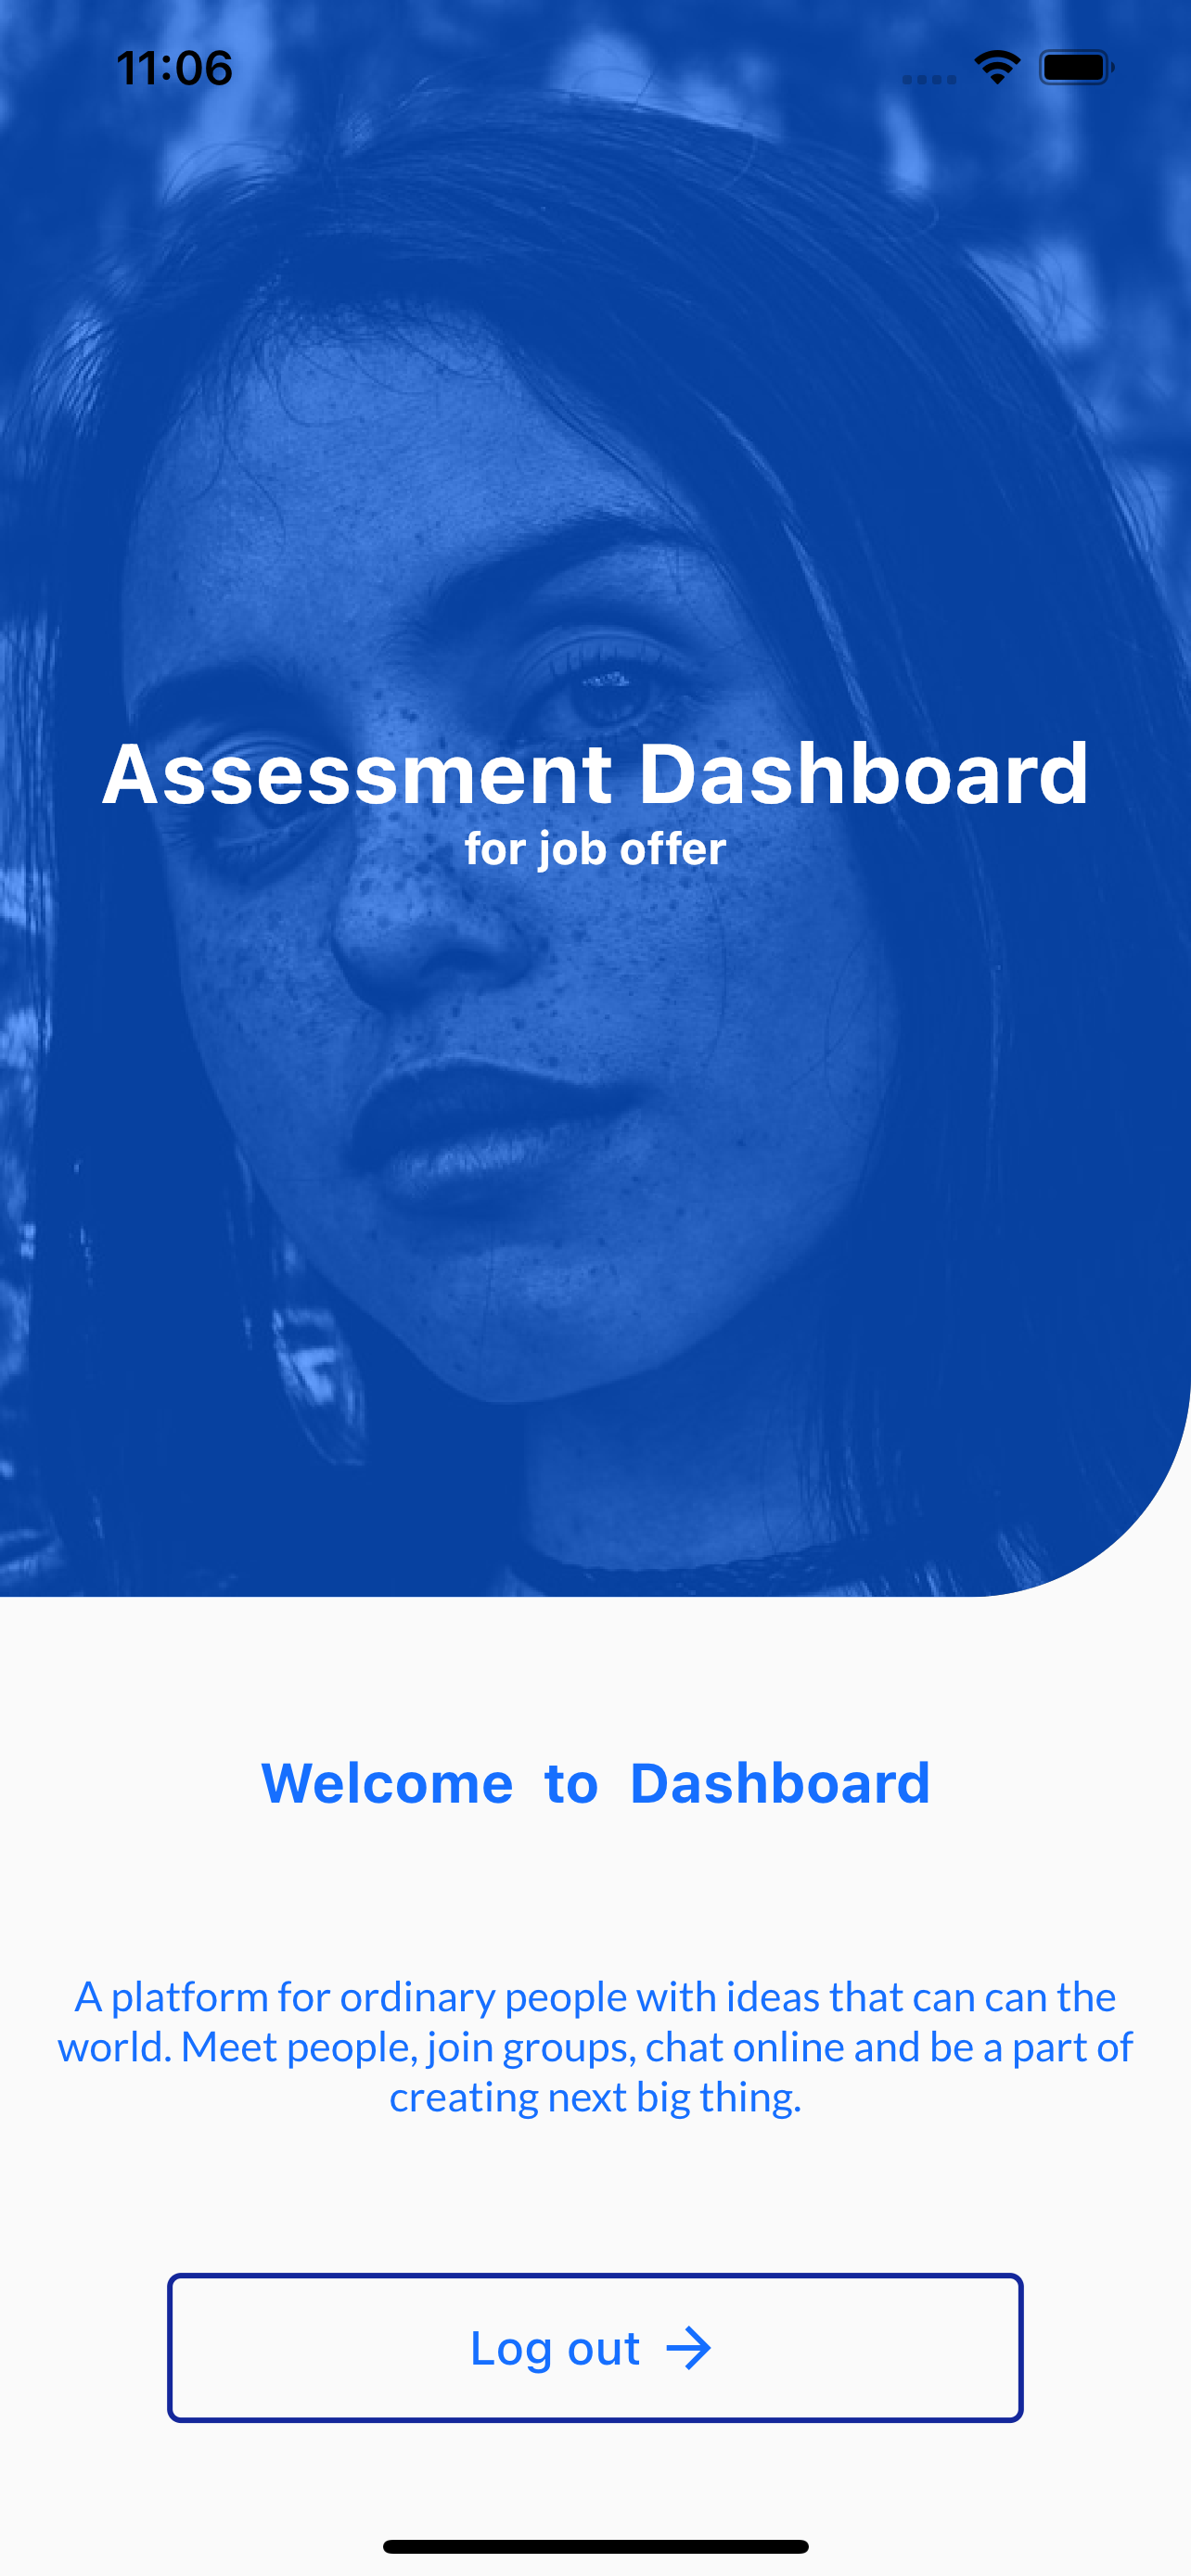 11:06
Assessment Dashboard
for job offer
Welcome to Dashboard
A platform for ordinary people with ideas that can can the
world. Meet people, join groups, chat online and be a part of
creating next big thing.
Log out →